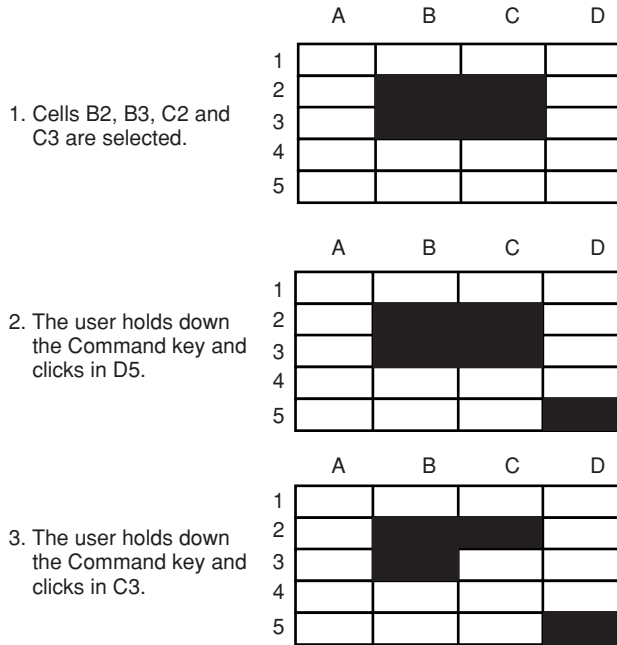 A B C D
1
2
3
4
5
1. Cells B2, B3, C2 and
C3 are selected.
A B C D
1
2
3
4
5
2. The user holds down
the Command key and
clicks in D5.
A B C D
1
2
3
4
5
3. The user holds down
the Command key and
clicks in C3.